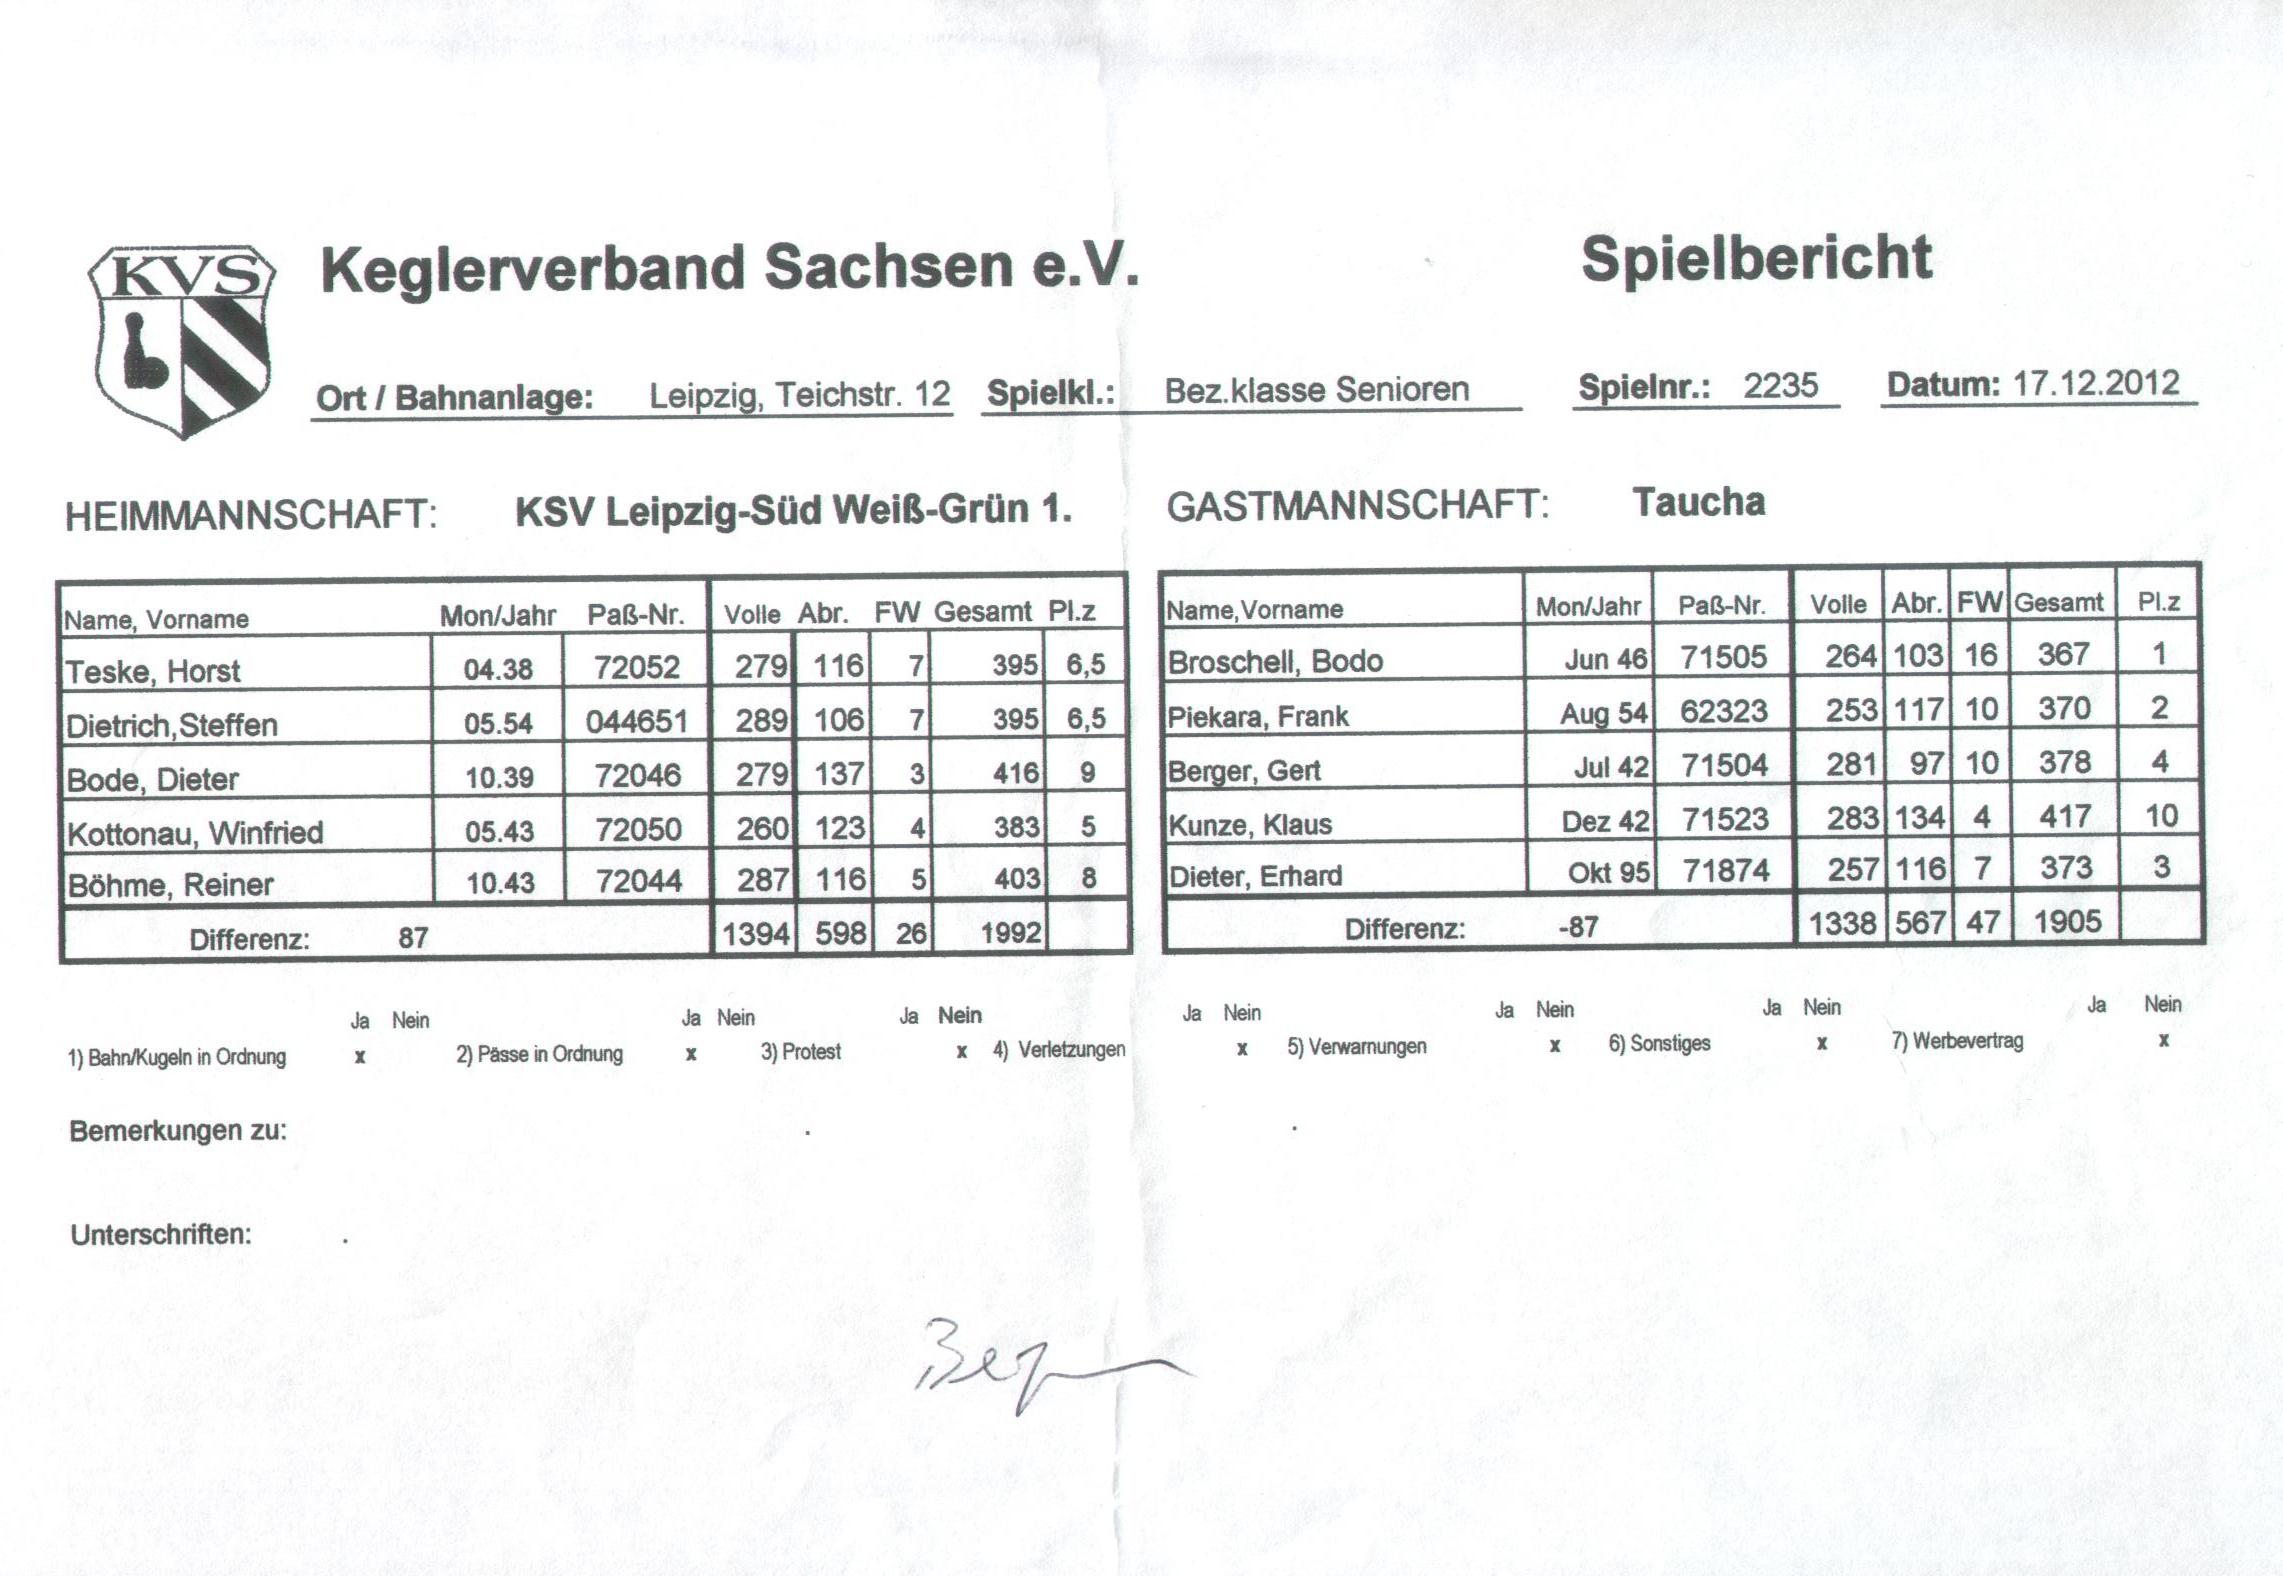 KVS
Keglerverband Sachsen e.V. Spielbericht
Ort / Bahnanlage: Leipzig, Teichstr. 12 Spielkl.: Bez.klasse Senioren Spielnr.: 2235 Datum: 17.12.2012
HEIMMANNSCHAFT: KSV Leipzig-Süd Weiß-Grün 1.
Name, Vorname Mon/Jahr Paß-Nr. Volle Abr. FW Gesamt Pl.z
Teske, Horst 04.38 72052 279 116 7 395 6,5
Dietrich,Steffen 05.54 044651 289 106 7 395 6,5
Bode, Dieter 10.39 72046 279 137 3 416 9
Kottonau, Winfried 05.43 72050 260 123 4 383 5
Böhme, Reiner 10.43 72044 287 116 5 403 8
Differenz: 87 1394 598 26 1992
GASTMANNSCHAFT: Taucha
Name,Vorname Mon/Jahr Paß-Nr. Volle Abr. FW Gesamt Pl.z
Broschell, Bodo Jun 46 71505 264 103 16 367 1
Piekara, Frank Aug 54 62323 253 117 10 370 2
Berger, Gert Jul 42 71504 281 97 10 378 4
Kunze, Klaus Dez 42 71523 283 134 4 417 10
Dieter, Erhard Okt 95 71874 257 116 7 373 3
Differenz: -87 1338 567 47 1905
Ja Nein Ja Nein Ja Nein Ja Nein Ja Nein Ja Nein Ja Nein
1) Bahn/Kugeln in Ordnung x 2) Pässe in Ordnung x 3) Protest x 4) Verletzungen x 5) Verwarnungen x 6) Sonstiges x 7) Werbevertrag x
Bemerkungen zu:
Unterschriften: